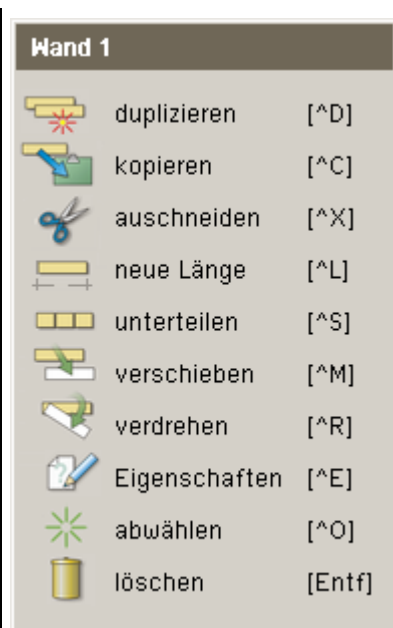 Wand 1
duplizieren [^D]
kopieren [^C]
auschneiden [^X]
neue Länge [^L]
unterteilen [^S]
verschieben [^M]
verdrehen [^R]
Eigenschaften [^E]
abwählen [^O]
löschen [Entf]